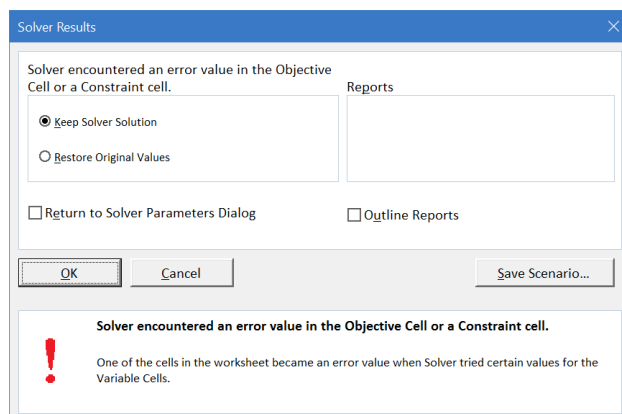 Solver Results
Solver encountered an error value in the Objective
Cell or a Constraint cell.
Reports
Keep Solver Solution
Restore Original Values
Return to Solver Parameters Dialog
Outline Reports
OK
Cancel
Save Scenario...
Solver encountered an error value in the Objective Cell or a Constraint cell.
One of the cells in the worksheet became an error value when Solver tried certain values for the
Variable Cells.